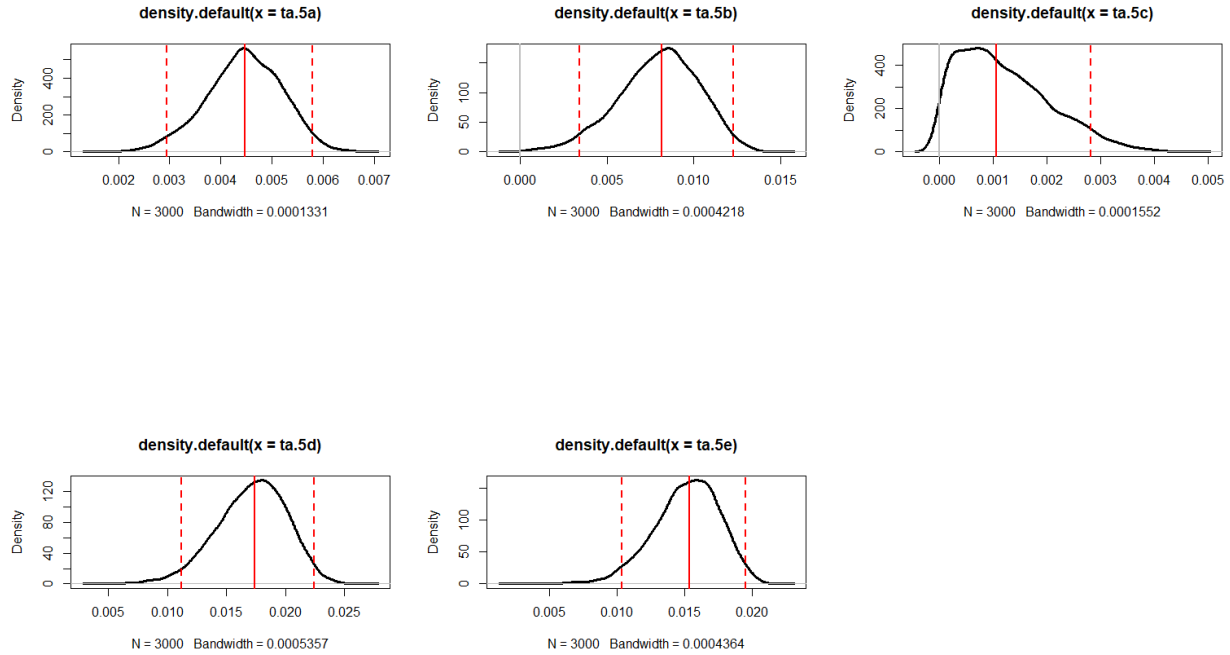 density.default(x = ta.5a)
Density
0 200 400
0.002 0.003 0.004 0.005 0.006 0.007
N = 3000 Bandwidth = 0.0001331
density.default(x = ta.5b)
Density
0 50 100
0.000 0.005 0.010 0.015
N = 3000 Bandwidth = 0.0004218
density.default(x = ta.5c)
Density
0 200 400
0.000 0.001 0.002 0.003 0.004 0.005
N = 3000 Bandwidth = 0.0001552
density.default(x = ta.5d)
Density
0 40 80 120
0.005 0.010 0.015 0.020 0.025
N = 3000 Bandwidth = 0.0005357
density.default(x = ta.5e)
Density
0 50 100
0.005 0.010 0.015 0.020
N = 3000 Bandwidth = 0.0004364